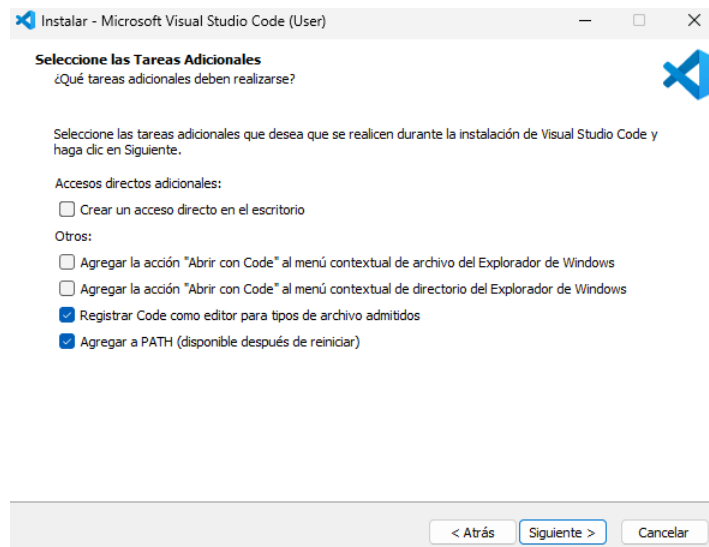 Instalar - Microsoft Visual Studio Code (User)
Seleccione las Tareas Adicionales
¿Qué tareas adicionales deben realizarse?
Seleccione las tareas adicionales que desea que se realicen durante la instalación de Visual Studio Code y
haga clic en Siguiente.
Accesos directos adicionales:
Crear un acceso directo en el escritorio
Otros:
Agregar la acción "Abrir con Code" al menú contextual de archivo del Explorador de Windows
Agregar la acción "Abrir con Code" al menú contextual de directorio del Explorador de Windows
Registrar Code como editor para tipos de archivo admitidos
Agregar a PATH (disponible después de reiniciar)
< Atrás Siguiente > Cancelar